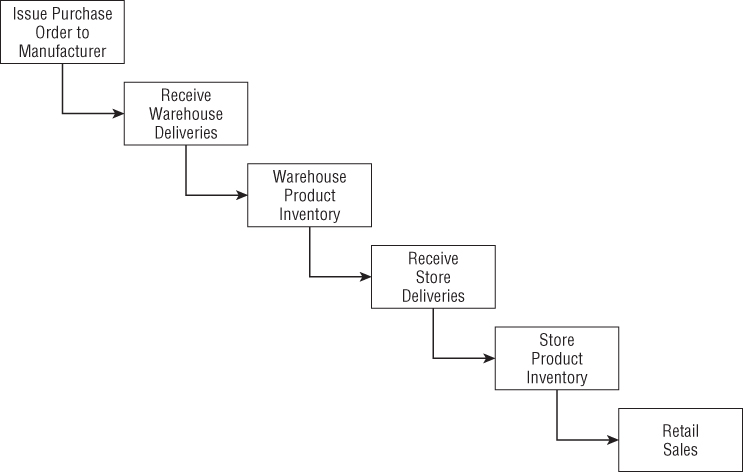 Issue Purchase
Order to
Manufacturer
Receive
Warehouse
Deliveries
Warehouse
Product
Inventory
Receive
Store
Deliveries
Store
Product
Inventory
Retail
Sales